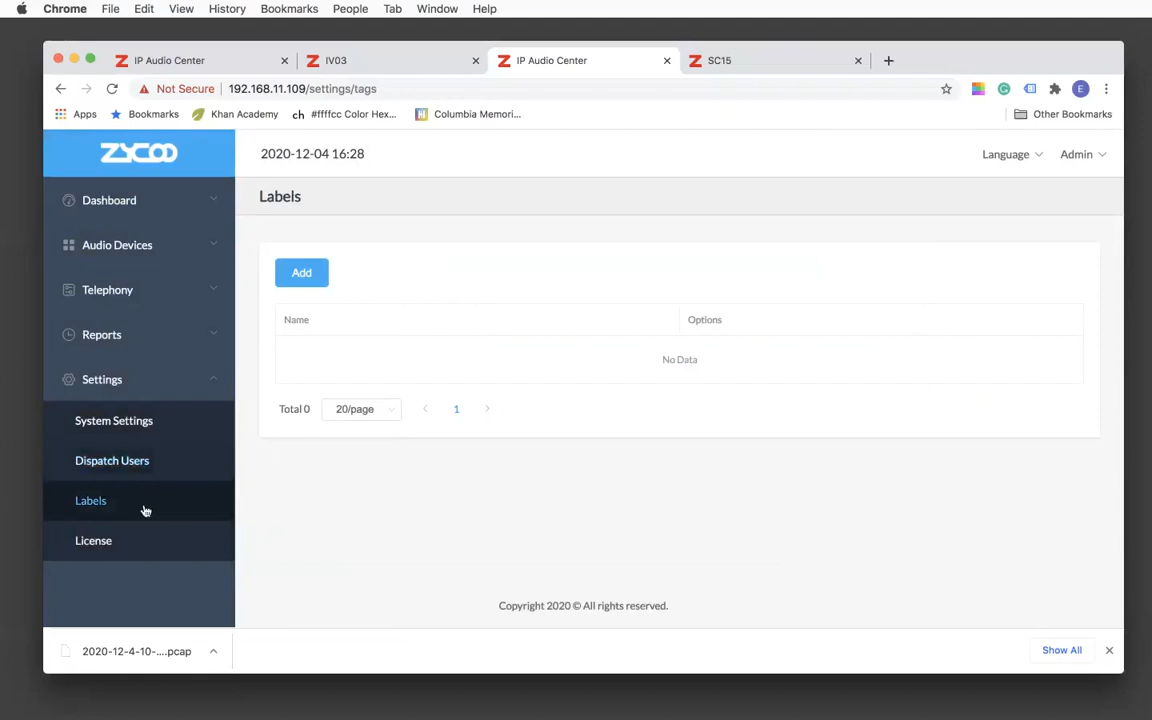 Chrome File Edit View History Bookmarks People Tab Window Help
IP Audio Center IV03 IP Audio Center SC15
Not Secure 192.168.11.109/settings/tags E
Apps Bookmarks Khan Academy ch #ffffcc Color Hex... Columbia Memori... Other Bookmarks
ZYCOO 2020-12-04 16:28 Language Admin
Dashboard
Labels
Audio Devices
Add
Telephony
Name Options
Reports
No Data
Settings
Total 0 20/page 1
System Settings
Dispatch Users
Labels
License
Copyright 2020 © All rights reserved.
2020-12-4-10-....pcap Show All